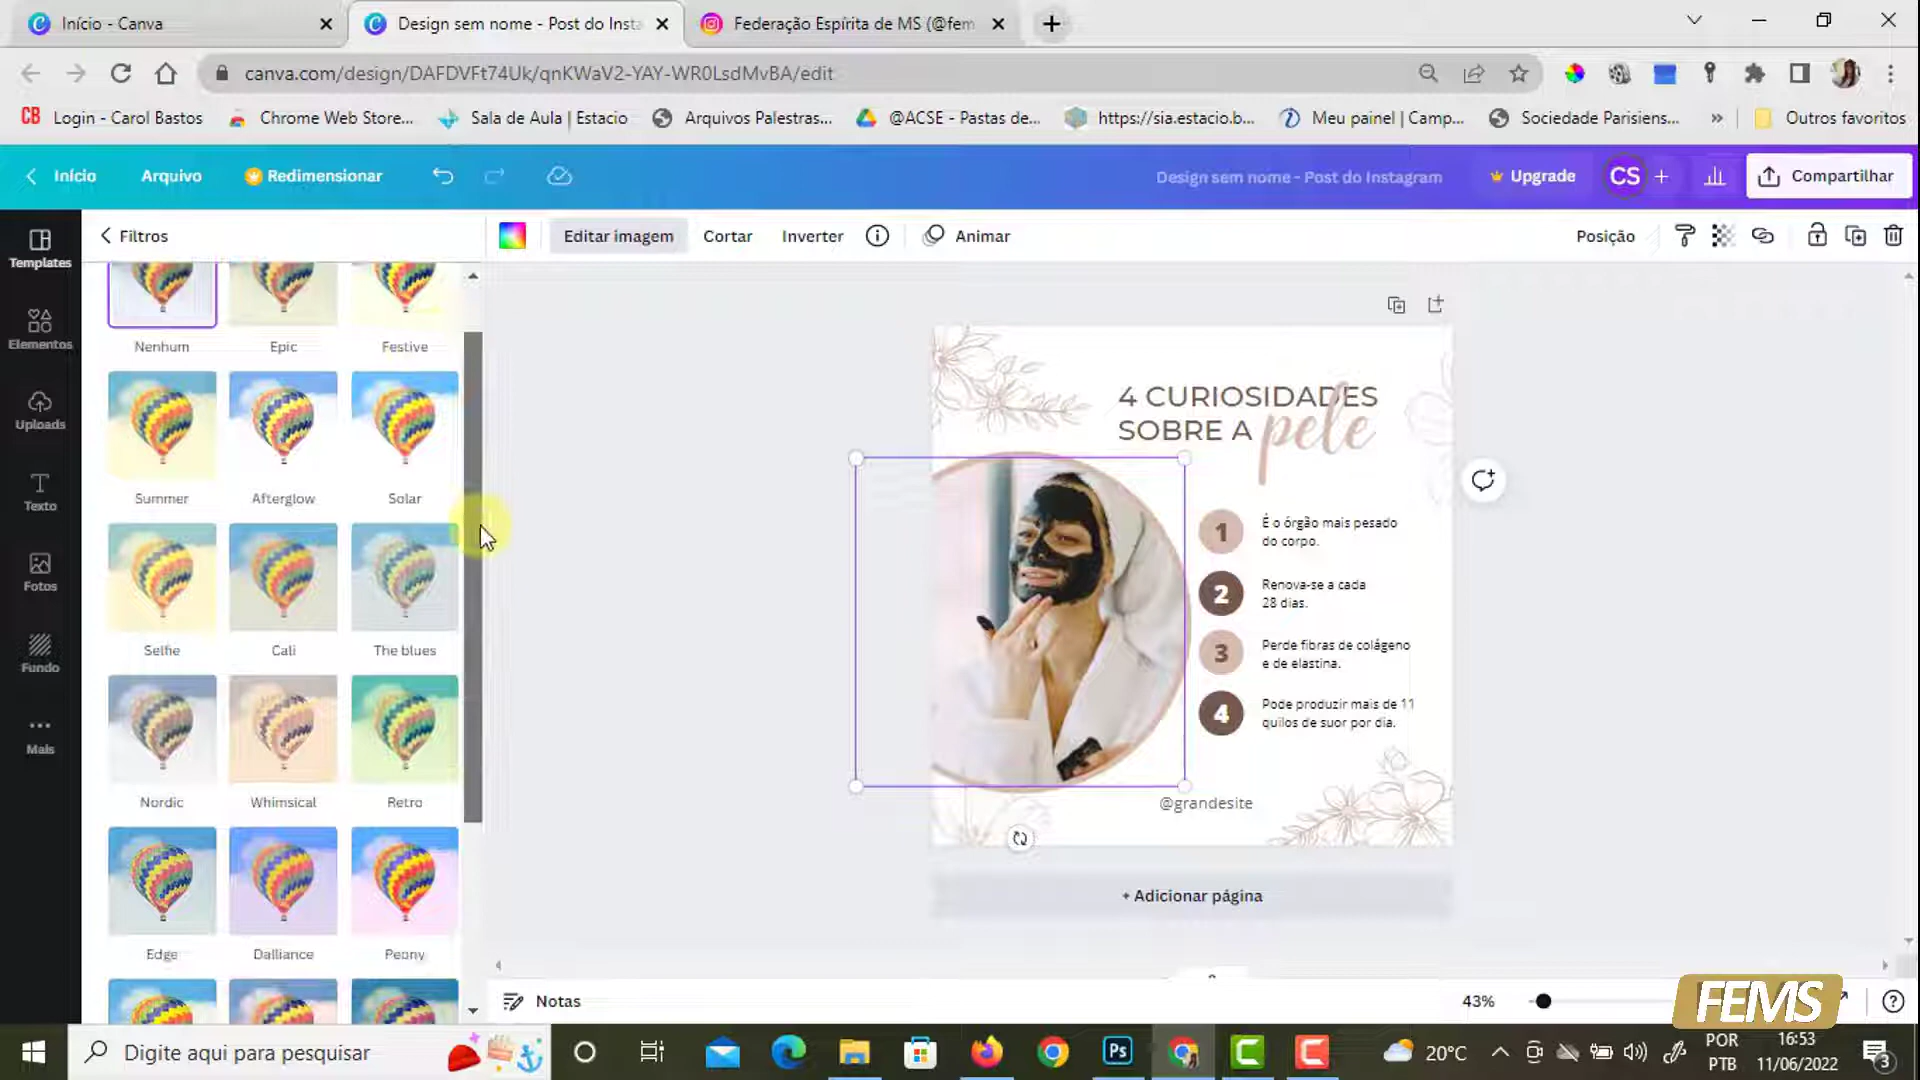 Início - Canva
Design sem nome - Post do Insta
Federação Espírita de MS (@fem
canva.com/design/DAFDVFt74Uk/qnKWaV2-YAY-WR0LsdMvBA/edit
CB Login - Carol Bastos
Chrome Web Store...
Sala de Aula | Estacio
Arquivos Palestras...
@ACSE - Pastas de...
https://sia.estacio.b...
Meu painel | Camp...
Sociedade Parisiens...
»
Outros favoritos
Início
Arquivo
Redimensionar
Design sem nome - Post do Instagram
Upgrade
CS
+
Compartilhar
Templates
Elementos
Uploads
Texto
Fotos
Fundo
Mais
Filtros
Editar imagem
Cortar
Inverter
Animar
Posição
Nenhum
Epic
Festive
Summer
Afterglow
Solar
Selfie
Cali
The blues
Nordic
Whimsical
Retro
Edge
Dalliance
Peony
4 CURIOSIDADES
SOBRE A pele
1 É o órgão mais pesado
do corpo.
2 Renova-se a cada
28 dias.
3 Perde fibras de colágeno
e de elastina.
4 Pode produzir mais de 11
quilos de suor por dia.
@grandesite
+ Adicionar página
Notas
43%
FEMS
Digite aqui para pesquisar
Ps
20°C
POR
PTB
16:53
11/06/2022
3